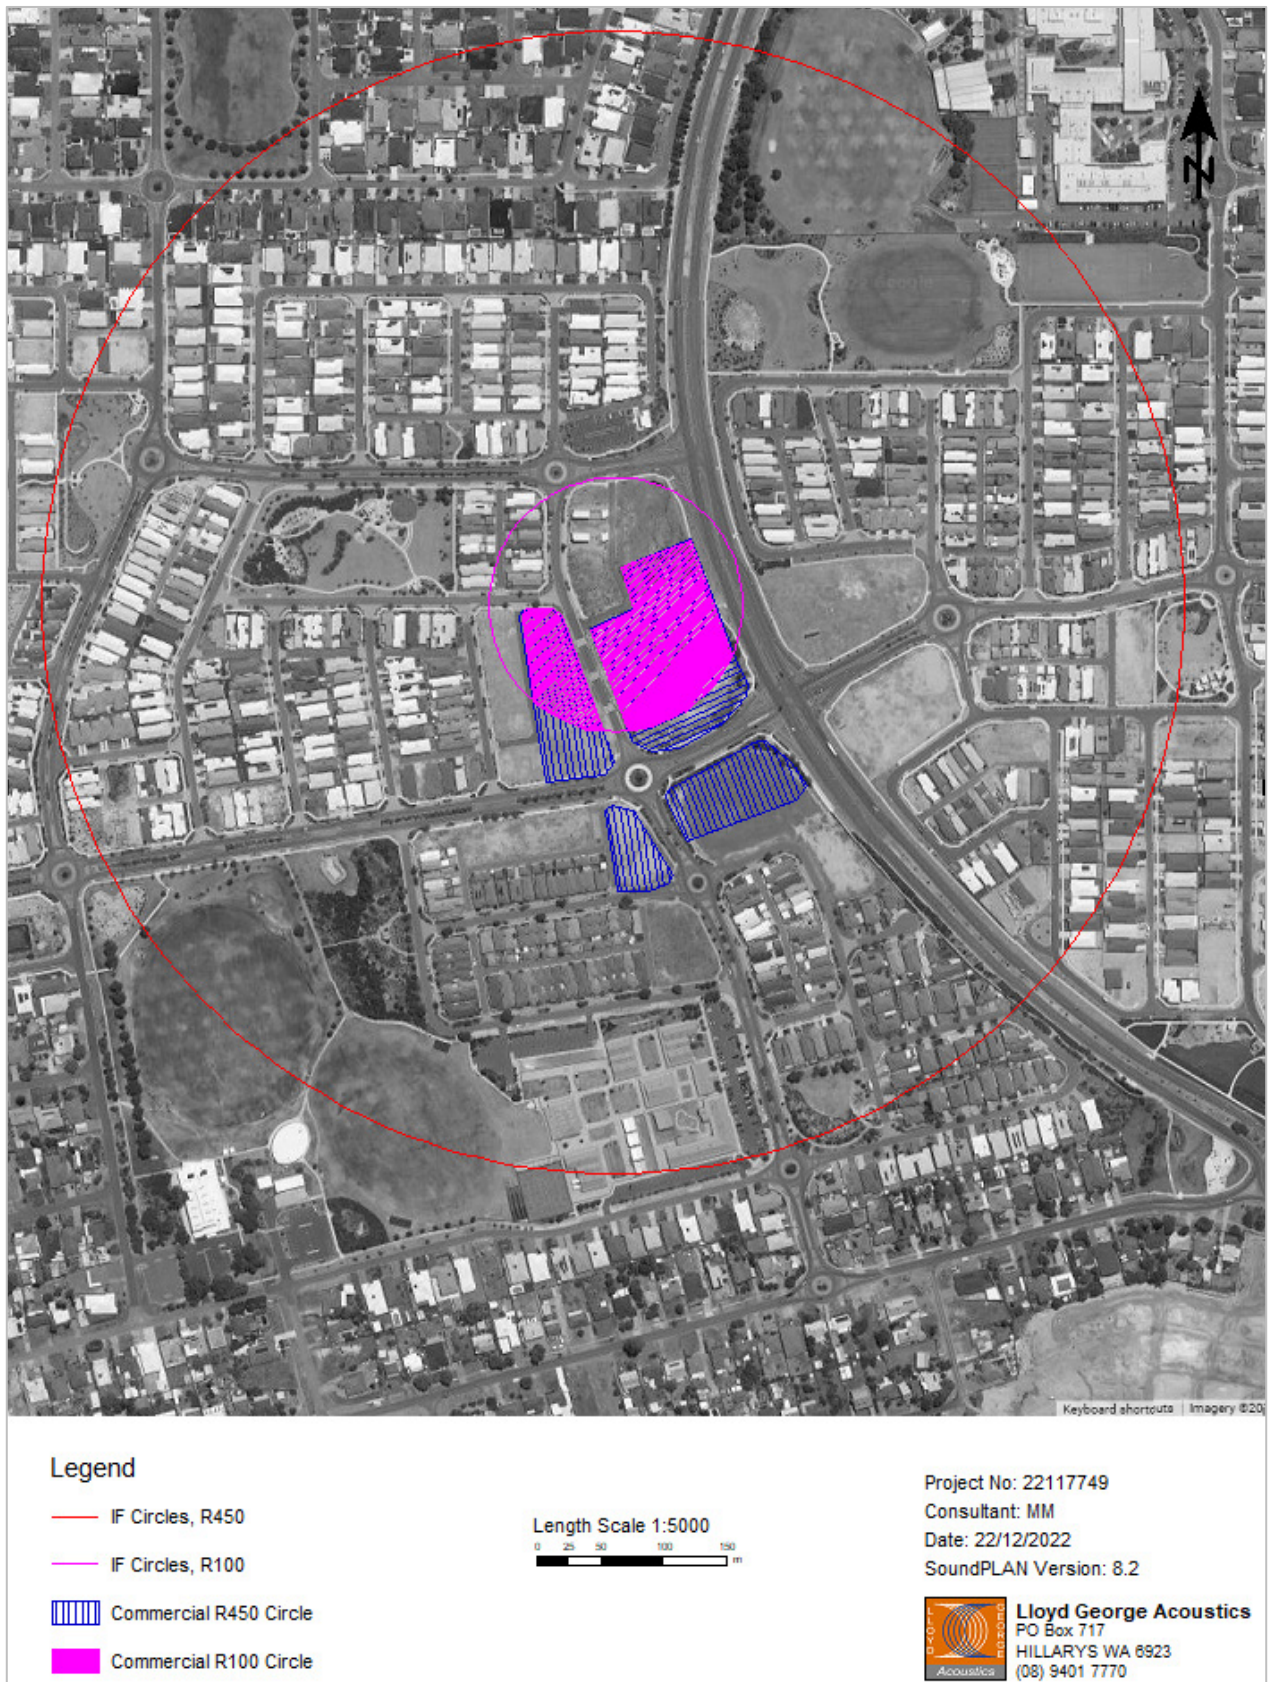 N
Keyboard shortcuts
Imagery ©20
Legend
IF Circles, R450
IF Circles, R100
Commercial R450 Circle
Commercial R100 Circle
Length Scale 1:5000
0 25 50 100 150
m
Project No: 22117749
Consultant: MM
Date: 22/12/2022
SoundPLAN Version: 8.2
LLOYD
GEORGE
Acoustics
Lloyd George Acoustics
PO Box 717
HILLARYS WA 6923
(08) 9401 7770